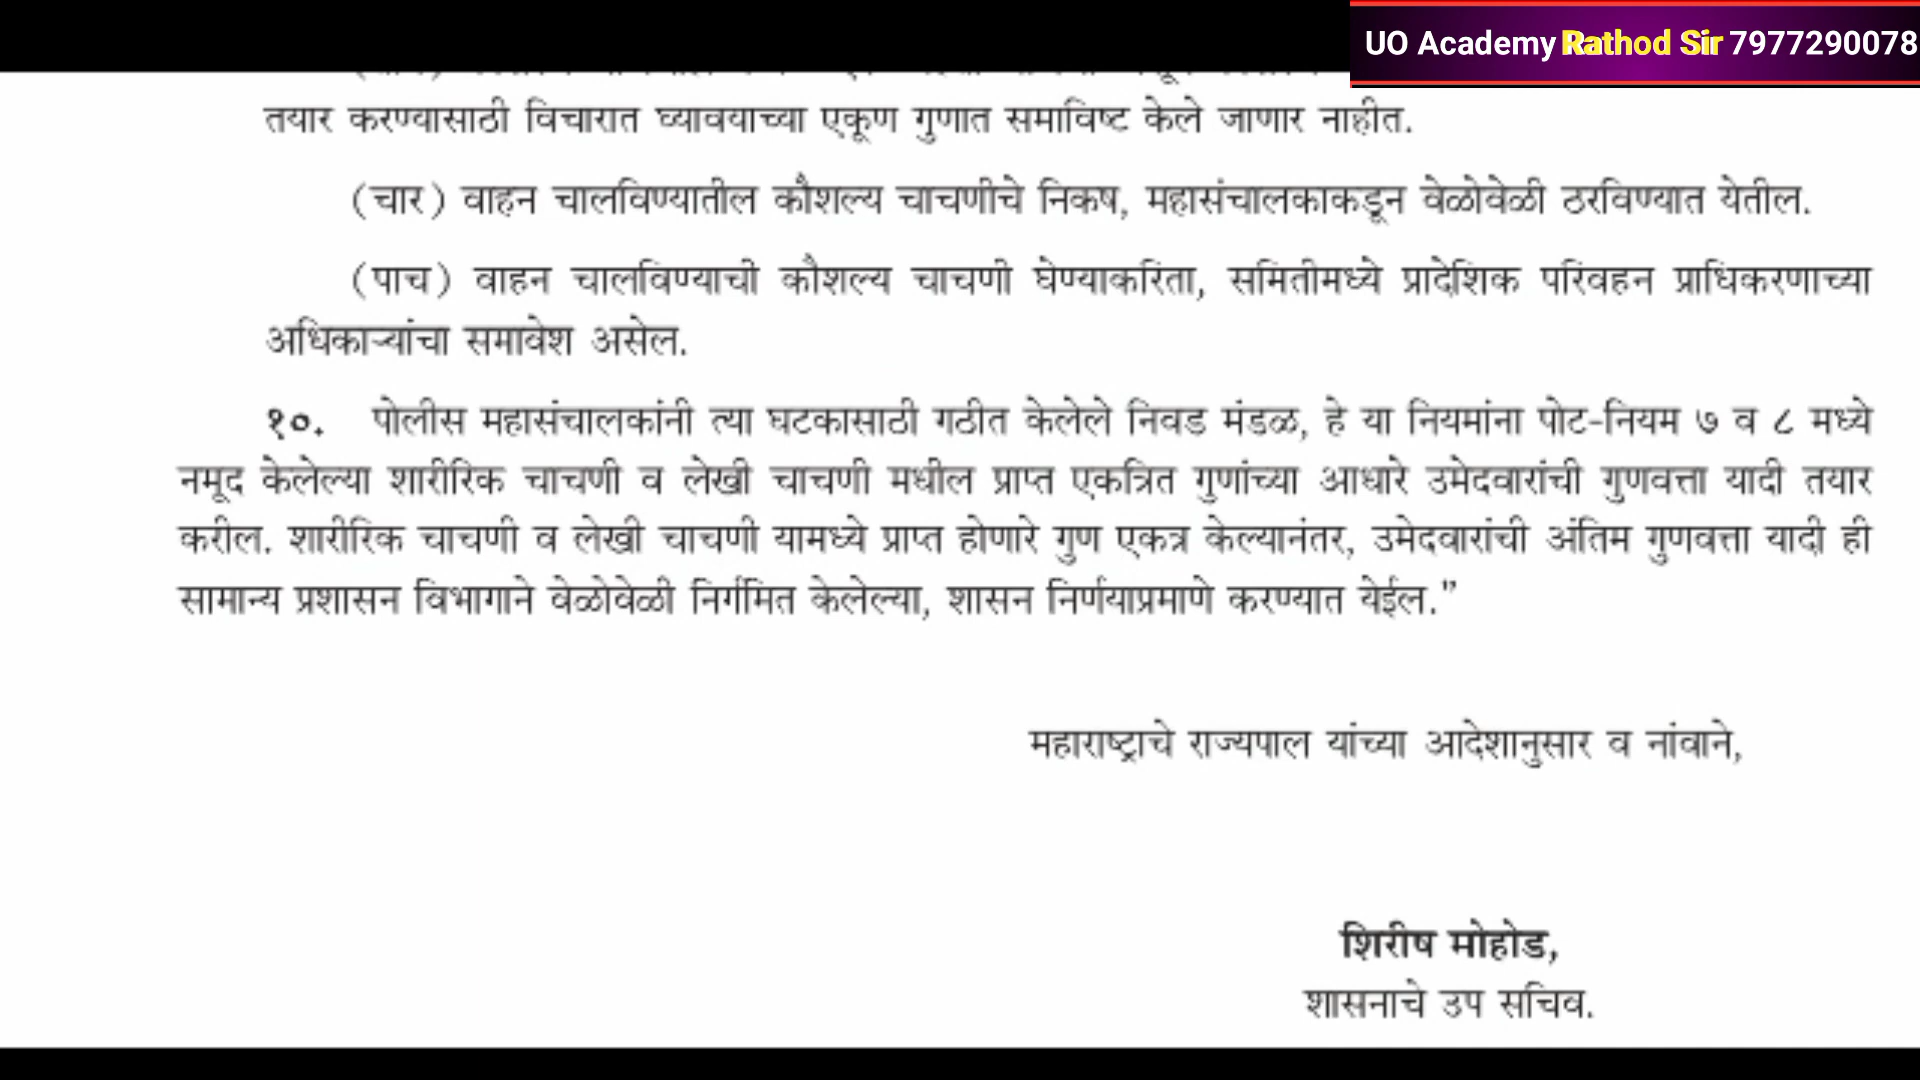 UO Academy Rathod Sir 7977290078
तयार करण्यासाठी विचारात घ्यावयाच्या एकूण गुणात समाविष्ट केले जाणार नाहीत.
(चार) वाहन चालविण्यातील कौशल्य चाचणीचे निकष, महासंचालकाकडून वेळोवेळी ठरविण्यात येतील.
(पाच) वाहन चालविण्याची कौशल्य चाचणी घेण्याकरिता, समितीमध्ये प्रादेशिक परिवहन प्राधिकरणाच्या
अधिकाऱ्यांचा समावेश असेल.
१०. पोलीस महासंचालकांनी त्या घटकासाठी गठीत केलेले निवड मंडळ, हे या नियमांना पोट-नियम ७ व ८ मध्ये
नमूद केलेल्या शारीरिक चाचणी व लेखी चाचणी मधील प्राप्त एकत्रित गुणांच्या आधारे उमेदवारांची गुणवत्ता यादी तयार
करील. शारीरिक चाचणी व लेखी चाचणी यामध्ये प्राप्त होणारे गुण एकत्र केल्यानंतर, उमेदवारांची अंतिम गुणवत्ता यादी ही
सामान्य प्रशासन विभागाने वेळोवेळी निर्गमित केलेल्या, शासन निर्णयाप्रमाणे करण्यात येईल.”
महाराष्ट्राचे राज्यपाल यांच्या आदेशानुसार व नांवाने,
शिरीष मोहोड,
शासनाचे उप सचिव.